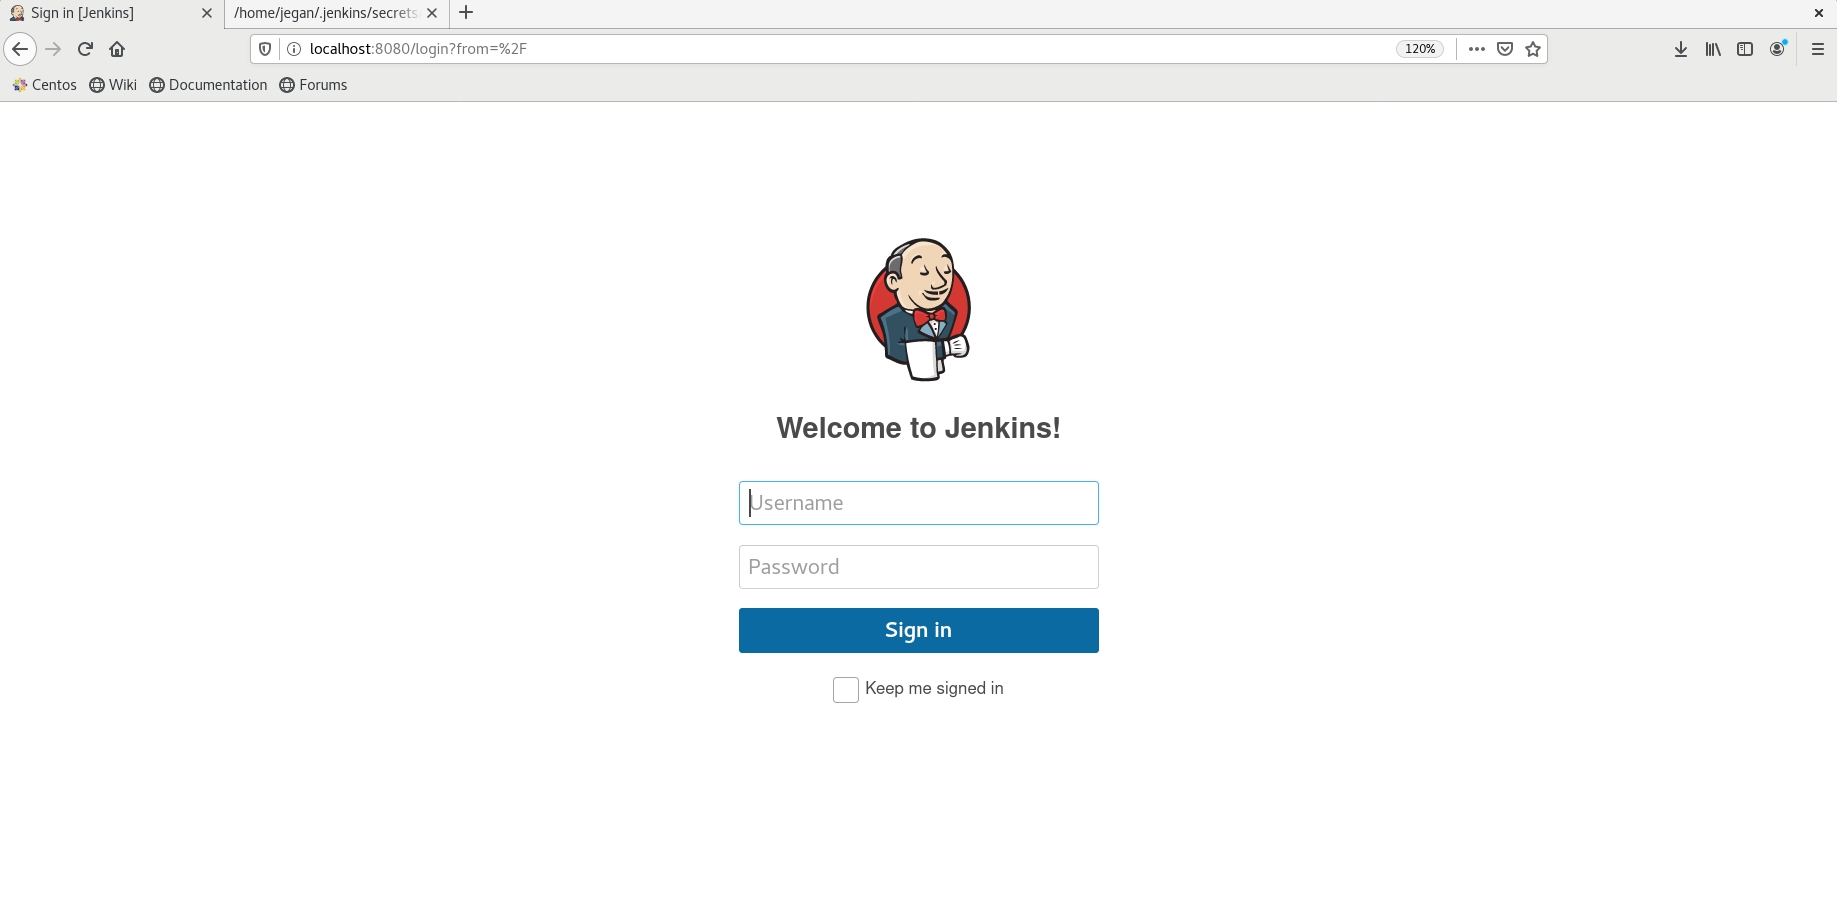 Sign in [Jenkins]
/home/jegan/.jenkins/secrets
localhost:8080/login?from=%2F
120%
Centos
Wiki
Documentation
Forums
Welcome to Jenkins!
Username
Password
Sign in
Keep me signed in